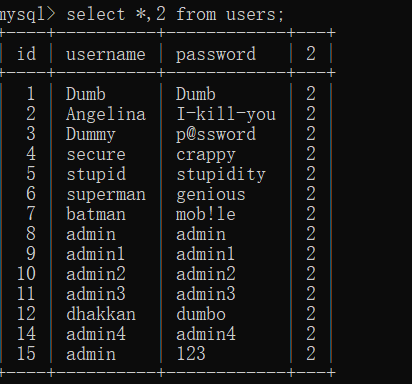 mysql> select *,2 from users;
+----+----------+------------+---+
| id | username | password   | 2 |
+----+----------+------------+---+
|  1 | Dumb     | Dumb       | 2 |
|  2 | Angelina | I-kill-you | 2 |
|  3 | Dummy    | p@ssword   | 2 |
|  4 | secure   | crappy     | 2 |
|  5 | stupid   | stupidity  | 2 |
|  6 | superman | genious    | 2 |
|  7 | batman   | mob!le     | 2 |
|  8 | admin    | admin      | 2 |
|  9 | admin1   | admin1     | 2 |
| 10 | admin2   | admin2     | 2 |
| 11 | admin3   | admin3     | 2 |
| 12 | dhakkan  | dumbo      | 2 |
| 14 | admin4   | admin4     | 2 |
| 15 | admin    | 123        | 2 |
+----+----------+------------+---+